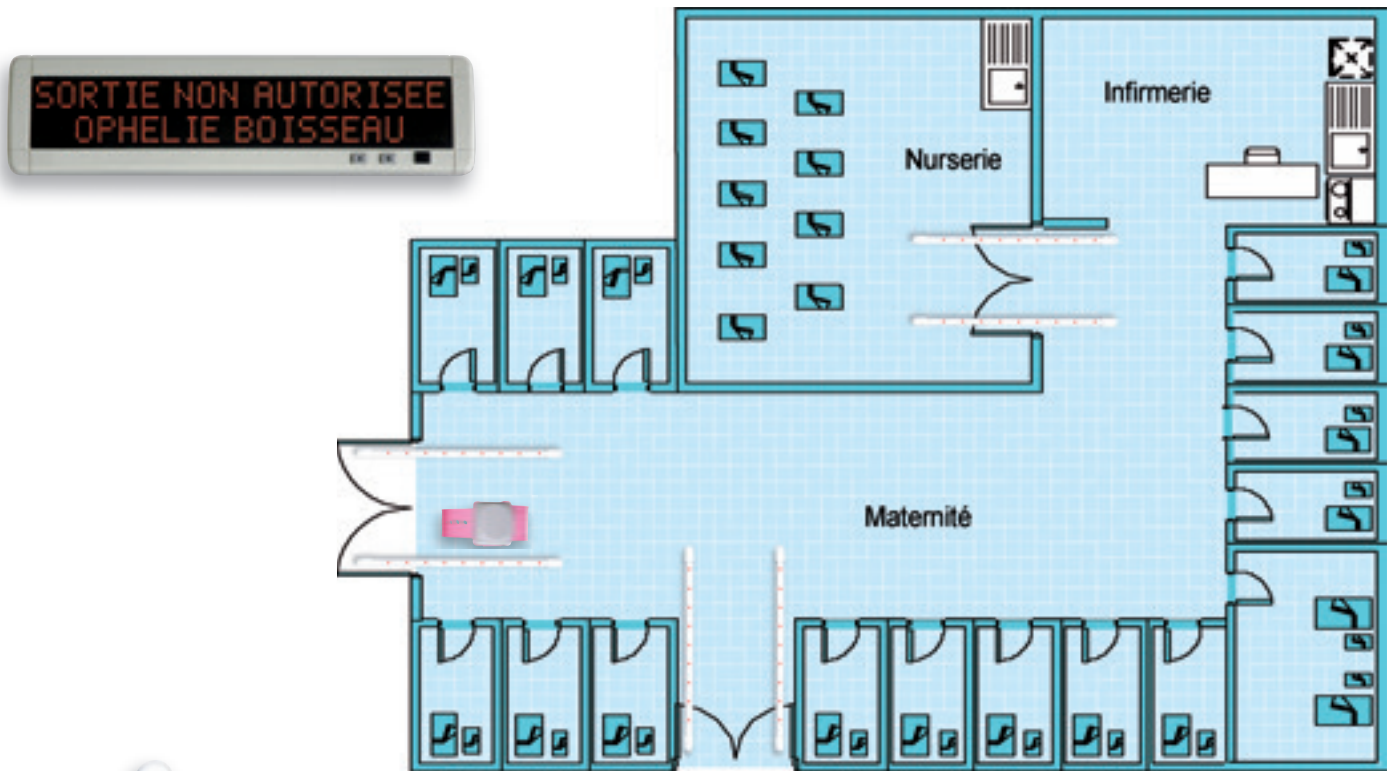 SORTIE NON AUTORISEE
OPHELIE BOISSEAU
Infirmerie
Nurserie
Maternité